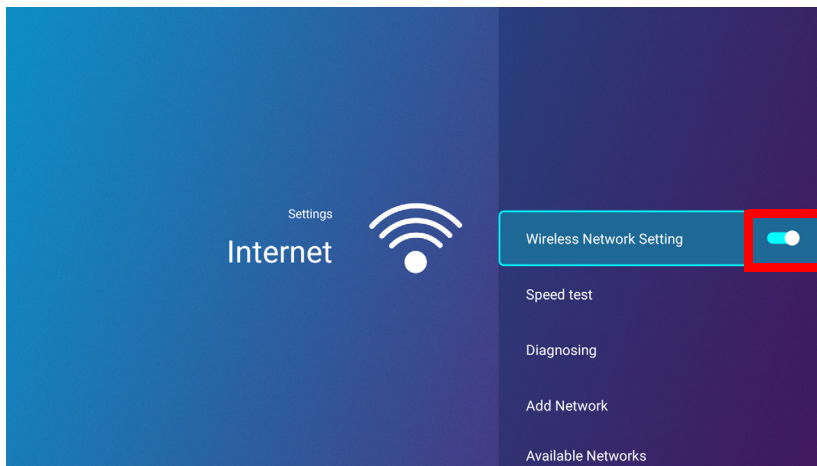 Settings
Internet
Wireless Network Setting
Speed test
Diagnosing
Add Network
Available Networks